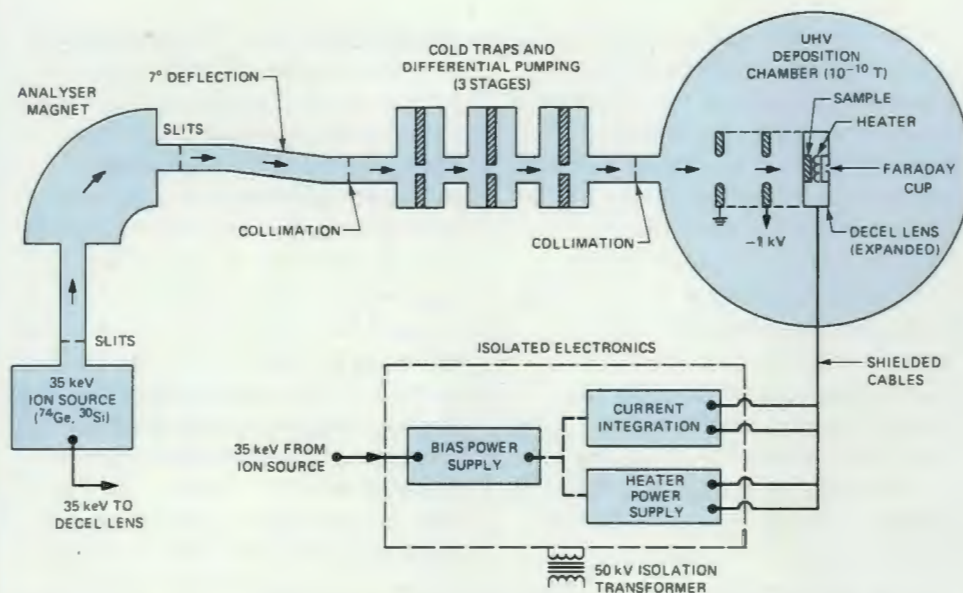 UHV
DEPOSITION
CHAMBER (10⁻¹⁰ T)
COLD TRAPS AND
DIFFERENTIAL PUMPING
(3 STAGES)
7° DEFLECTION
ANALYSER
MAGNET
SLITS
SAMPLE
HEATER
FARADAY
CUP
DECEL LENS
(EXPANDED)
-1 kV
COLLIMATION
COLLIMATION
SLITS
35 keV
ION SOURCE
(⁷⁴Ge, ³⁰Si)
35 keV TO
DECEL LENS
ISOLATED ELECTRONICS
SHIELDED
CABLES
35 keV FROM
ION SOURCE
BIAS POWER
SUPPLY
CURRENT
INTEGRATION
HEATER
POWER
SUPPLY
50 kV ISOLATION
TRANSFORMER